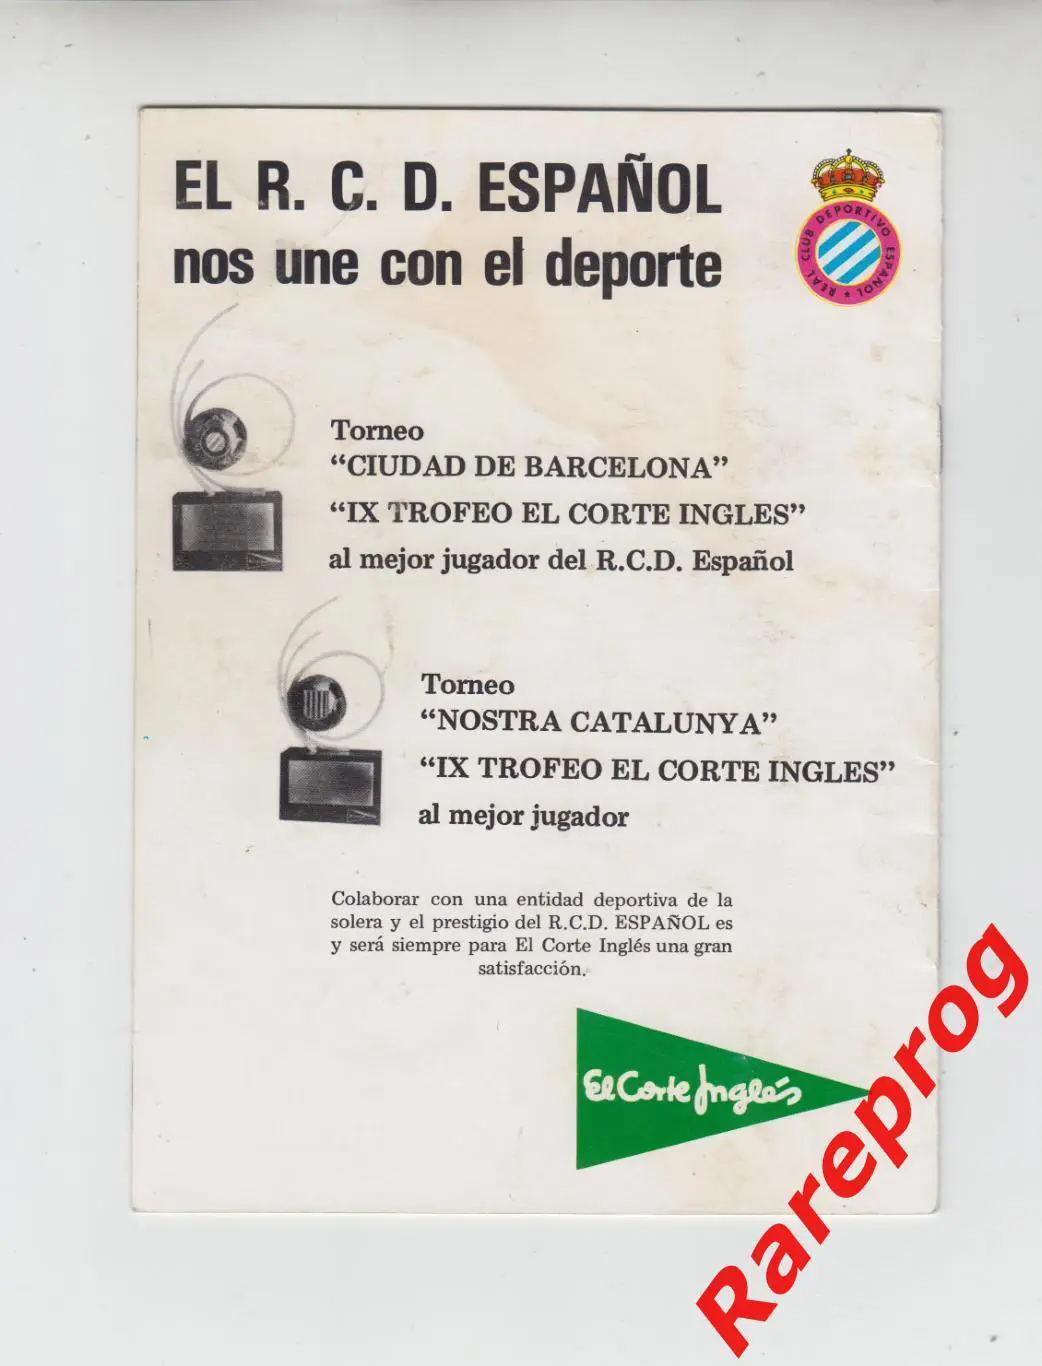 EL R. C. D. ESPAÑOL
nos une con el deporte
REAL CLUB DEPORTIVO ESPAÑOL
Torneo
“CIUDAD DE BARCELONA”
“IX TROFEO EL CORTE INGLES”
al mejor jugador del R.C.D. Español
Torneo
“NOSTRA CATALUNYA”
“IX TROFEO EL CORTE INGLES”
al mejor jugador
Colaborar con una entidad deportiva de la
solera y el prestigio del R.C.D. ESPAÑOL es
y será siempre para El Corte Inglés una gran
satisfacción.
El Corte Inglés
Rareprog